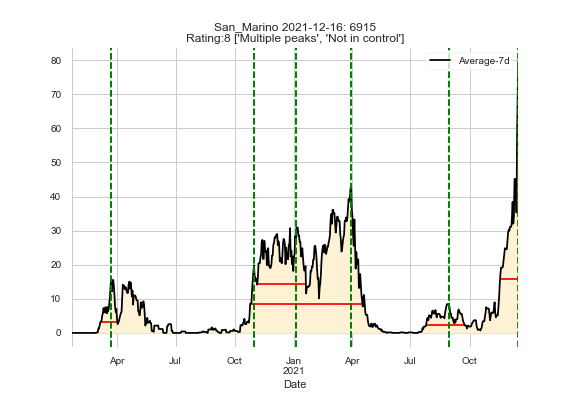 San_Marino 2021-12-16: 6915
Rating:8 ['Multiple peaks', 'Not in control']
Average-7d
80
70
60
50
40
30
20
10
0
Apr Jul Oct Jan Apr Jul Oct
2021
Date